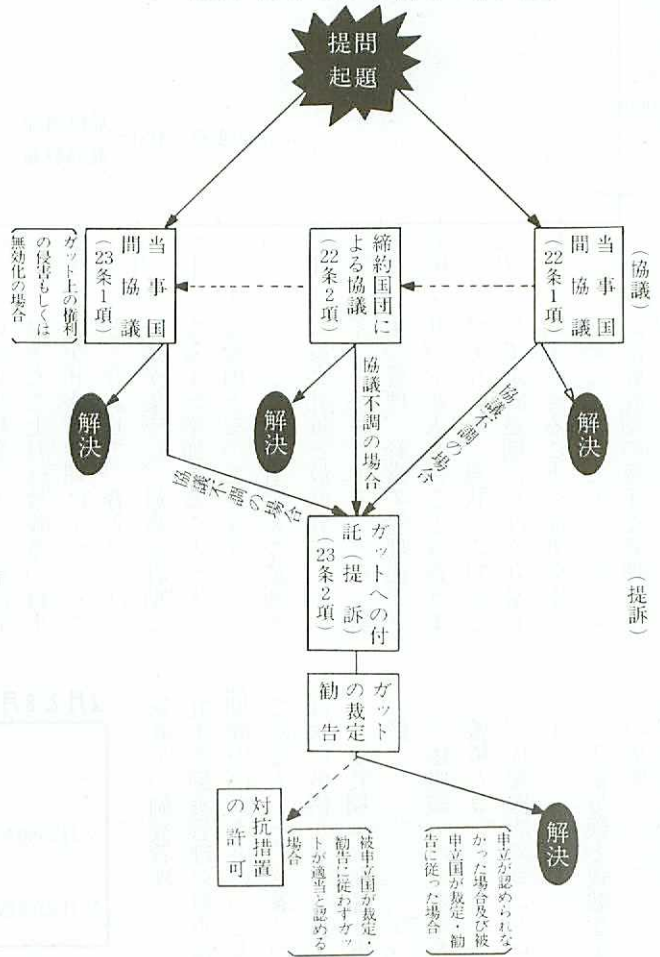 問題
提起
（協議）
当事国
間協議
（22条1項）
締約国団に
よる協議
（22条2項）
当事国
間協議
（23条1項）
ガット上の権利
の侵害もしくは
無効化の場合
解決
解決
解決
協議不調の場合
協議不調の場合
協議不調の場合
（提訴）
ガットへの付
託（提訴）
（23条2項）
ガット
の裁定
勧告
解決
申立が認められな
かった場合及び被
申立国が裁定・勧
告に従った場合
対抗措置
の許可
被申立国が裁定・
勧告に従わずガッ
トが適当と認める
場合